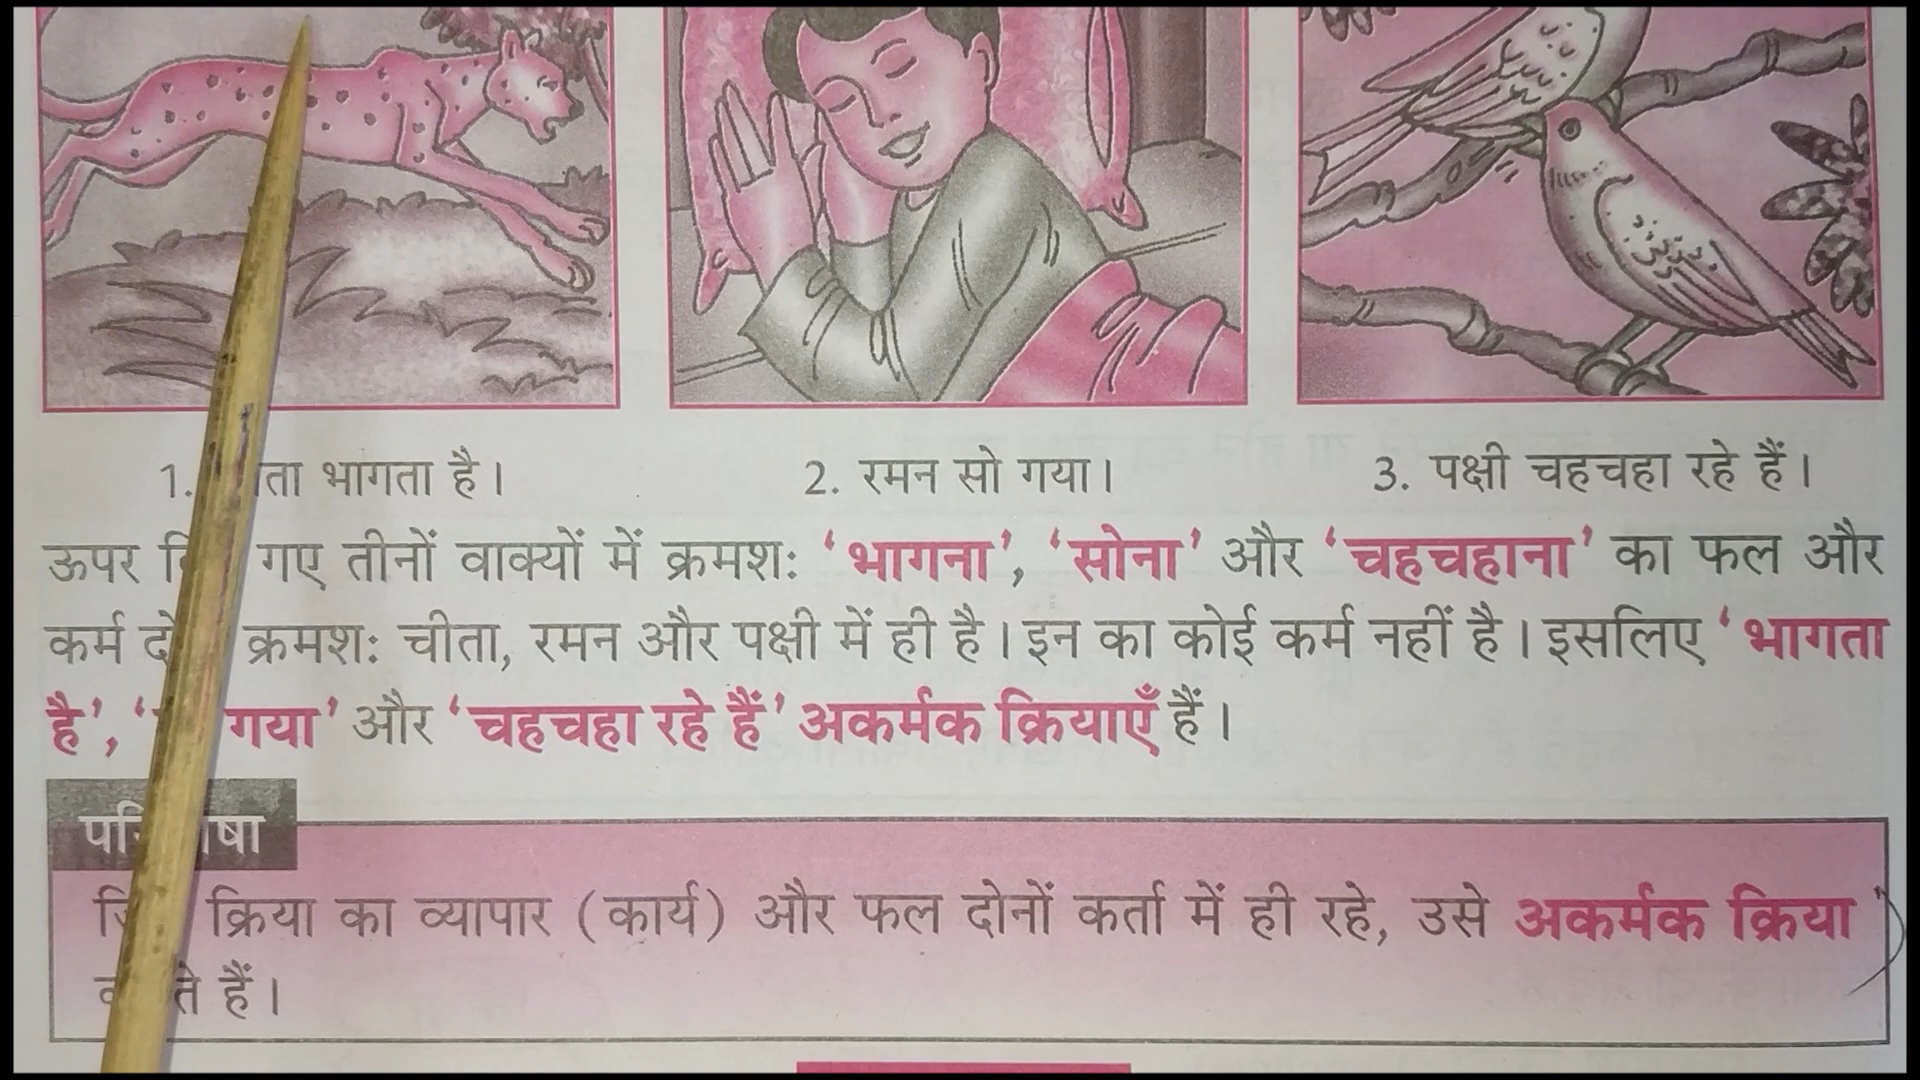 1. भागता है।
2. रमन सो गया।
3. पक्षी चहचहा रहे हैं।
ऊपर गए तीनों वाक्यों में क्रमश: ‘भागना’, ‘सोना’ और ‘चहचहाना’ का फल और
कर्म क्रमश: चीता, रमन और पक्षी में ही है। इन का कोई कर्म नहीं है। इसलिए ‘भागता
है’, गया’ और ‘चहचहा रहे हैं’ अकर्मक क्रियाएँ हैं।
परिभाषा
क्रिया का व्यापार (कार्य) और फल दोनों कर्ता में ही रहे, उसे अकर्मक क्रिया
हैं।